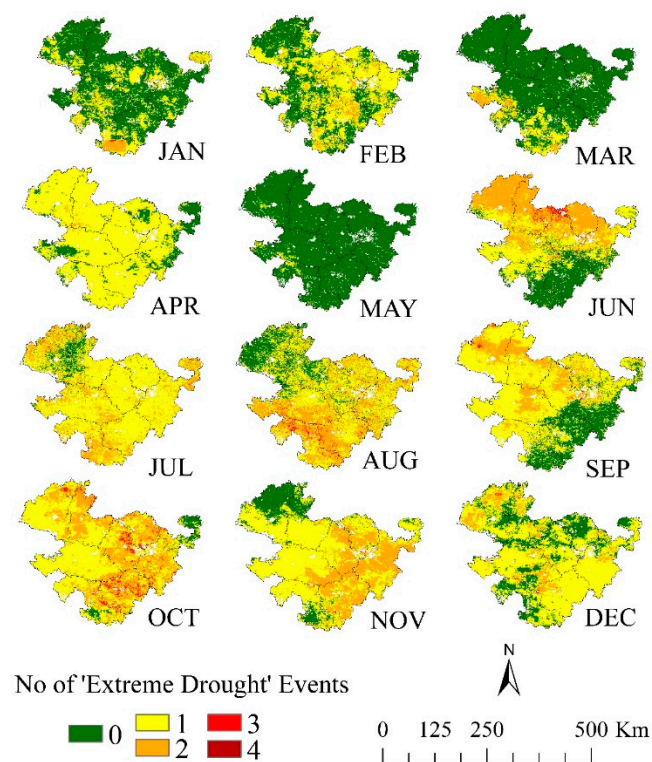 JAN FEB MAR
APR MAY JUN
JUL AUG SEP
OCT NOV DEC
N
No of 'Extreme Drought' Events
0 1 3
2 4
0 125 250 500 Km